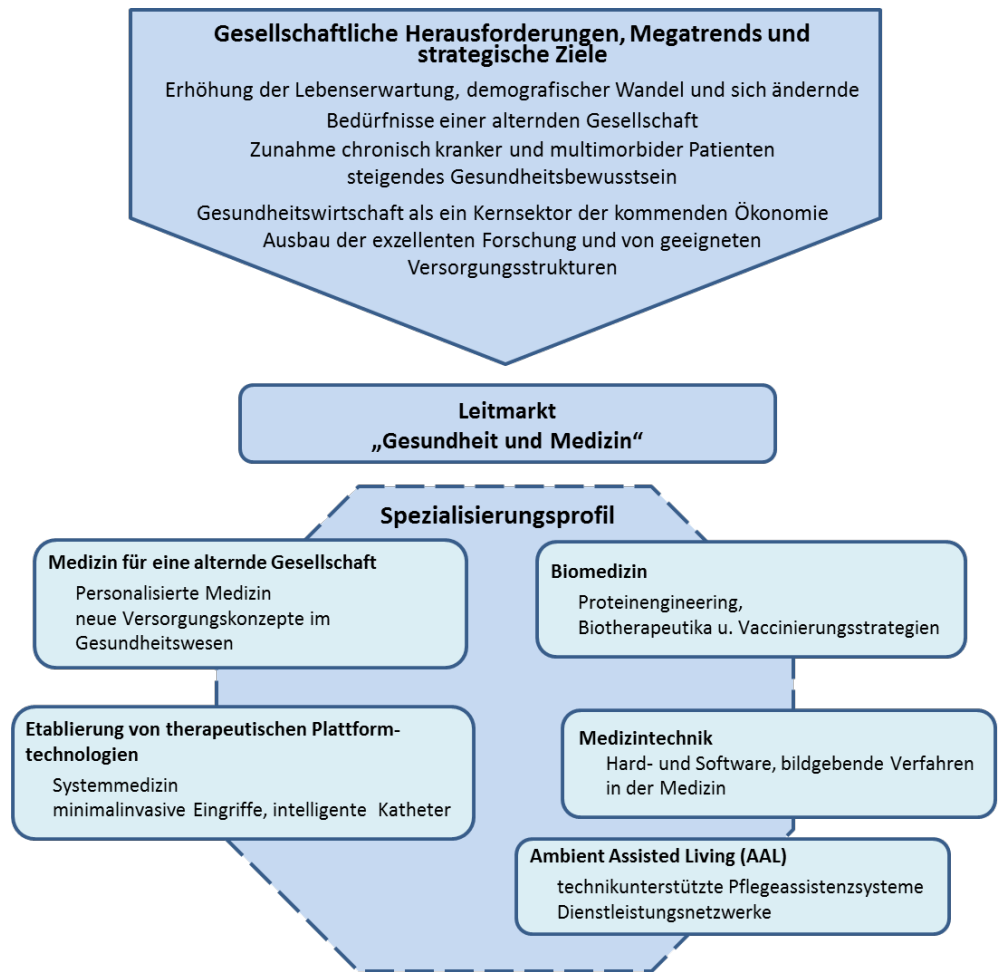 Gesellschaftliche Herausforderungen, Megatrends und
strategische Ziele
Erhöhung der Lebenserwartung, demografischer Wandel und sich ändernde
Bedürfnisse einer alternden Gesellschaft
Zunahme chronisch kranker und multimorbider Patienten
steigendes Gesundheitsbewusstsein
Gesundheitswirtschaft als ein Kernsektor der kommenden Ökonomie
Ausbau der exzellenten Forschung und von geeigneten
Versorgungsstrukturen
Leitmarkt
„Gesundheit und Medizin“
Spezialisierungsprofil
Medizin für eine alternde Gesellschaft
Personalisierte Medizin
neue Versorgungskonzepte im
Gesundheitswesen
Biomedizin
Proteinengineering,
Biotherapeutika u. Vaccinierungsstrategien
Etablierung von therapeutischen Plattform-
technologien
Systemmedizin
minimalinvasive Eingriffe, intelligente Katheter
Medizintechnik
Hard- und Software, bildgebende Verfahren
in der Medizin
Ambient Assisted Living (AAL)
technikunterstützte Pflegeassistenzsysteme
Dienstleistungsnetzwerke